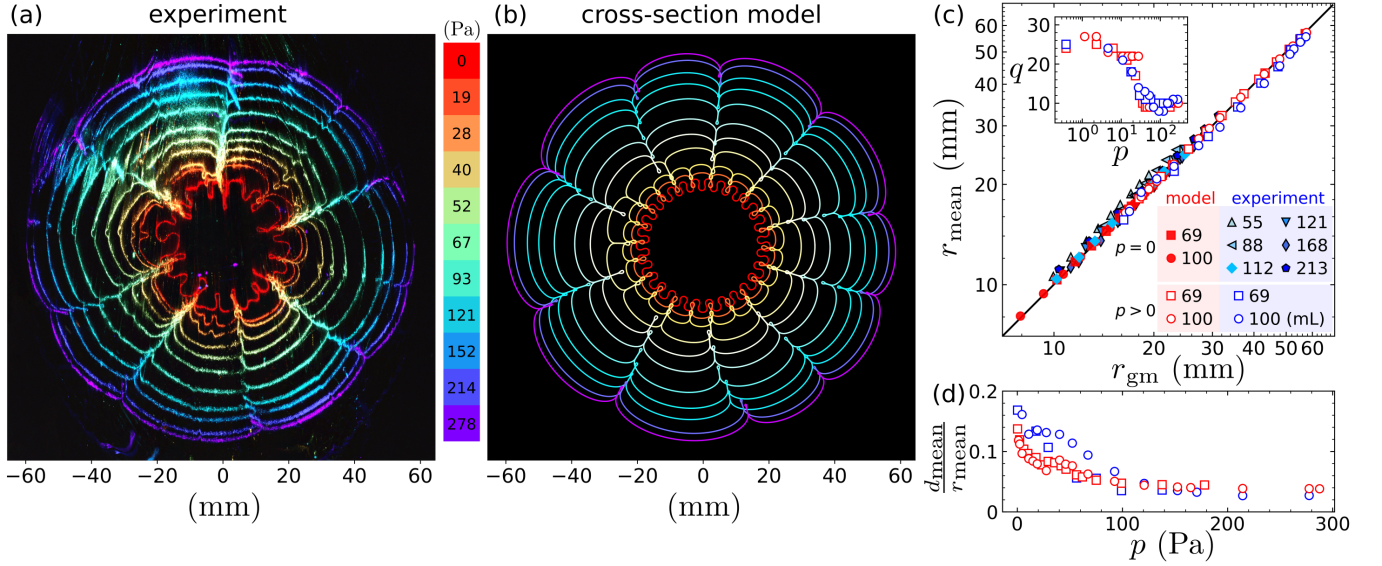 (a) experiment
(Pa)
0
19
28
40
52
67
93
121
152
214
278
−60 −40 −20 0 20 40 60
(mm)
(b) cross-section model
−60 −40 −20 0 20 40 60
(mm)
(c)
70
60
50
40
30
20
10
r_mean (mm)
30
20
10
q
10^0 10^1 10^2
p
model experiment
p = 0
69
100
55 121
88 168
112 213
p > 0
69 69
100 100 (mL)
10 20 30 40 50 60
r_gm (mm)
(d)
0.2
0.1
0
d_mean
r_mean
0 100 200 300
p (Pa)